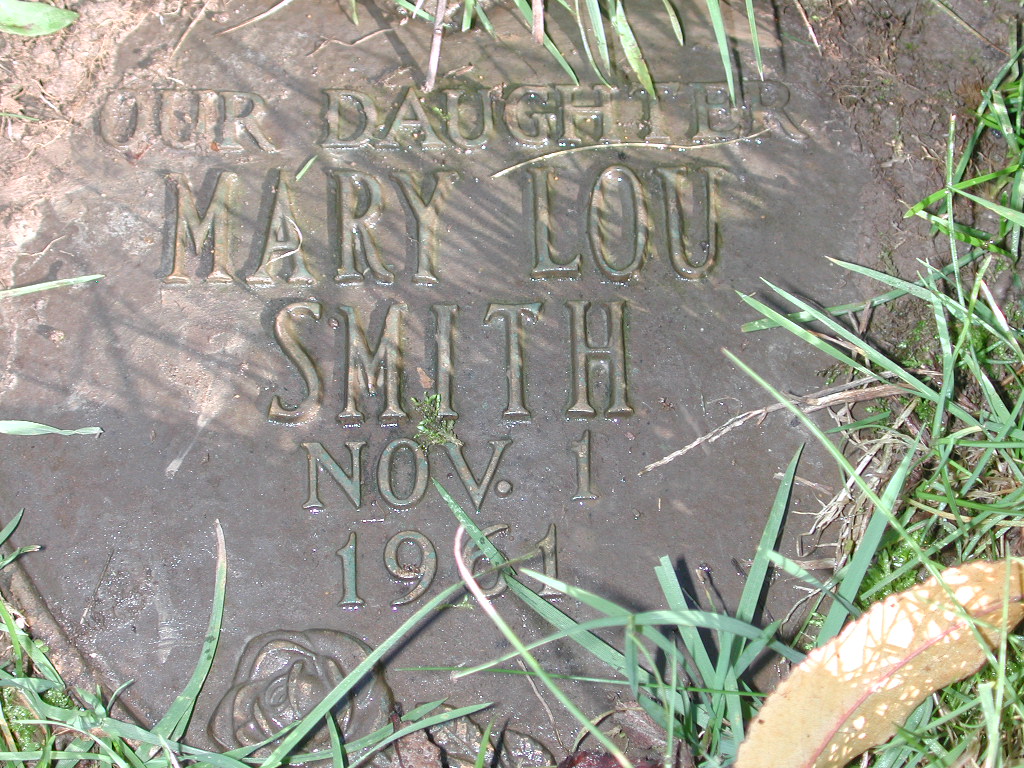 OUR DAUGHTER
MARY LOU
SMITH
NOV. 1
1961